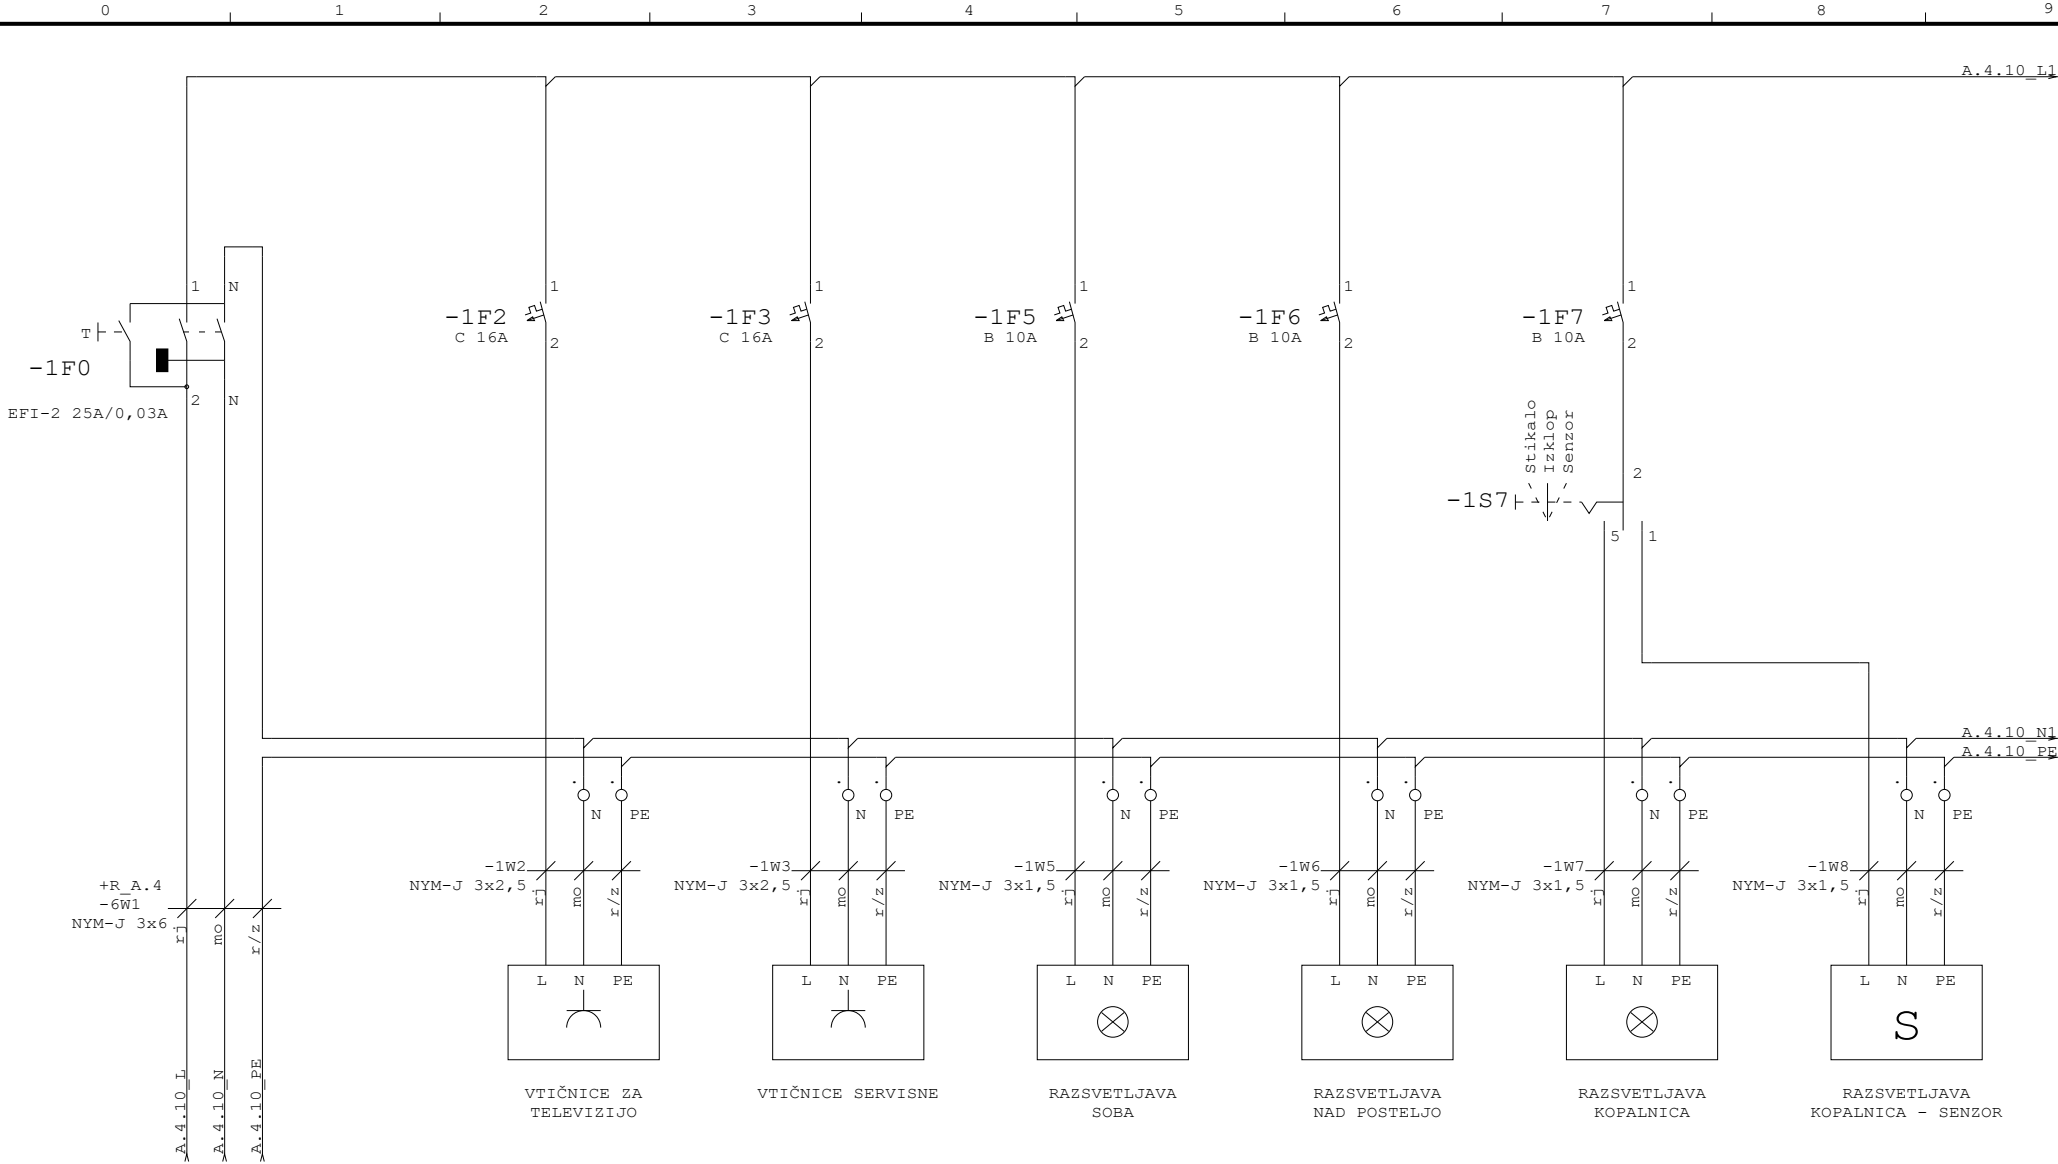 0 1 2 3 4 5 6 7 8 9
A.4.10_L1
1 N
T
-1F0
2 N
EFI-2 25A/0,03A
1
-1F2
C 16A
2
1
-1F3
C 16A
2
1
-1F5
B 10A
2
1
-1F6
B 10A
2
1
-1F7
B 10A
2
Stikalo
Izklop
Senzor
2
-1S7
5 1
A.4.10_N1
A.4.10_PE
N PE
N PE
N PE
N PE
N PE
N PE
+R_A.4
-6W1
NYM-J 3x6
rj mo r/z
-1W2
NYM-J 3x2,5
rj mo r/z
-1W3
NYM-J 3x2,5
rj mo r/z
-1W5
NYM-J 3x1,5
rj mo r/z
-1W6
NYM-J 3x1,5
rj mo r/z
-1W7
NYM-J 3x1,5
rj mo r/z
-1W8
NYM-J 3x1,5
rj mo r/z
L N PE
L N PE
L N PE
L N PE
L N PE
L N PE
S
A.4.10_L
A.4.10_N
A.4.10_PE
VTIČNICE ZA
TELEVIZIJO
VTIČNICE SERVISNE
RAZSVETLJAVA
SOBA
RAZSVETLJAVA
NAD POSTELJO
RAZSVETLJAVA
KOPALNICA
RAZSVETLJAVA
KOPALNICA - SENZOR